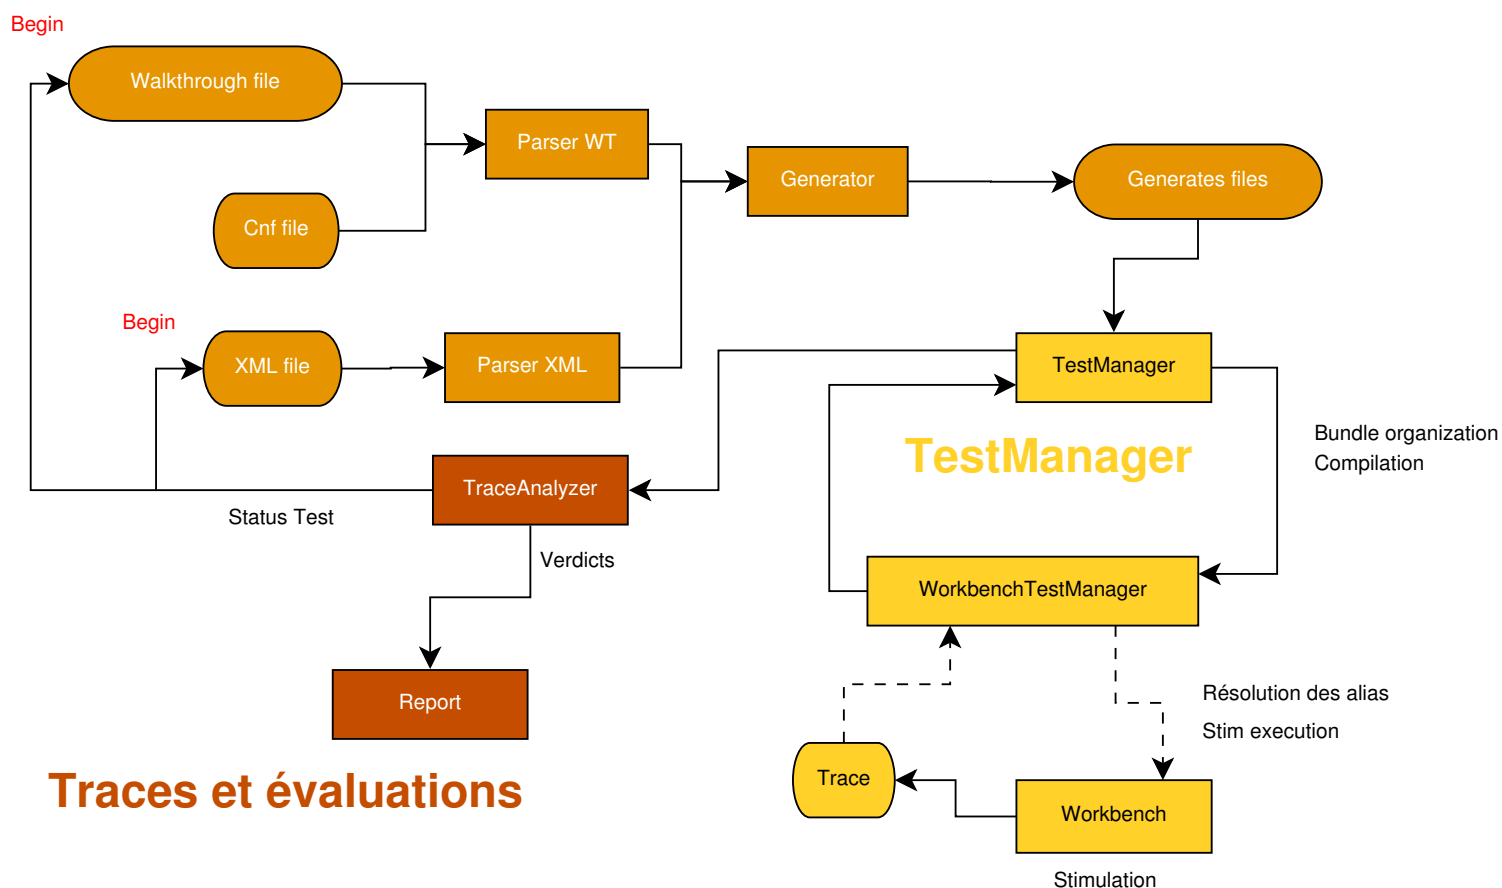 Begin
Walkthrough file
Parser WT
Generator
Generates files
Cnf file
Begin
XML file
Parser XML
TestManager
TestManager
Bundle organization
Compilation
TraceAnalyzer
Status Test
Verdicts
WorkbenchTestManager
Report
Résolution des alias
Stim execution
Traces et évaluations
Trace
Workbench
Stimulation